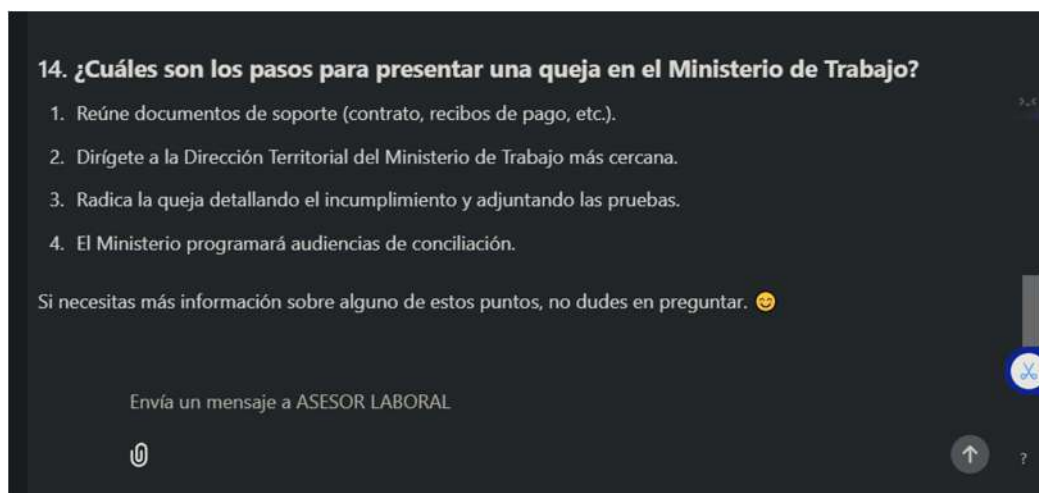 14. ¿Cuáles son los pasos para presentar una queja en el Ministerio de Trabajo?
1. Reúne documentos de soporte (contrato, recibos de pago, etc.).
2. Dirígete a la Dirección Territorial del Ministerio de Trabajo más cercana.
3. Radica la queja detallando el incumplimiento y adjuntando las pruebas.
4. El Ministerio programará audiencias de conciliación.
Si necesitas más información sobre alguno de estos puntos, no dudes en preguntar. 😊
Envía un mensaje a ASESOR LABORAL
?